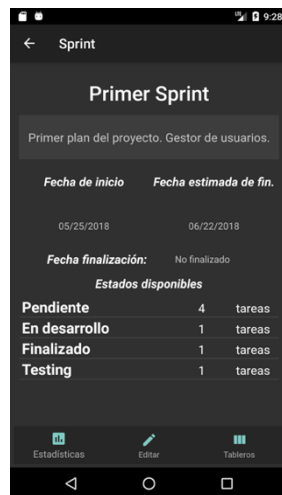 9:28
Sprint
Primer Sprint
Primer plan del proyecto. Gestor de usuarios.
Fecha de inicio Fecha estimada de fin.
05/25/2018 06/22/2018
Fecha finalización: No finalizado
Estados disponibles
Pendiente 4 tareas
En desarrollo 1 tareas
Finalizado 1 tareas
Testing 1 tareas
Estadísticas Editar Tableros